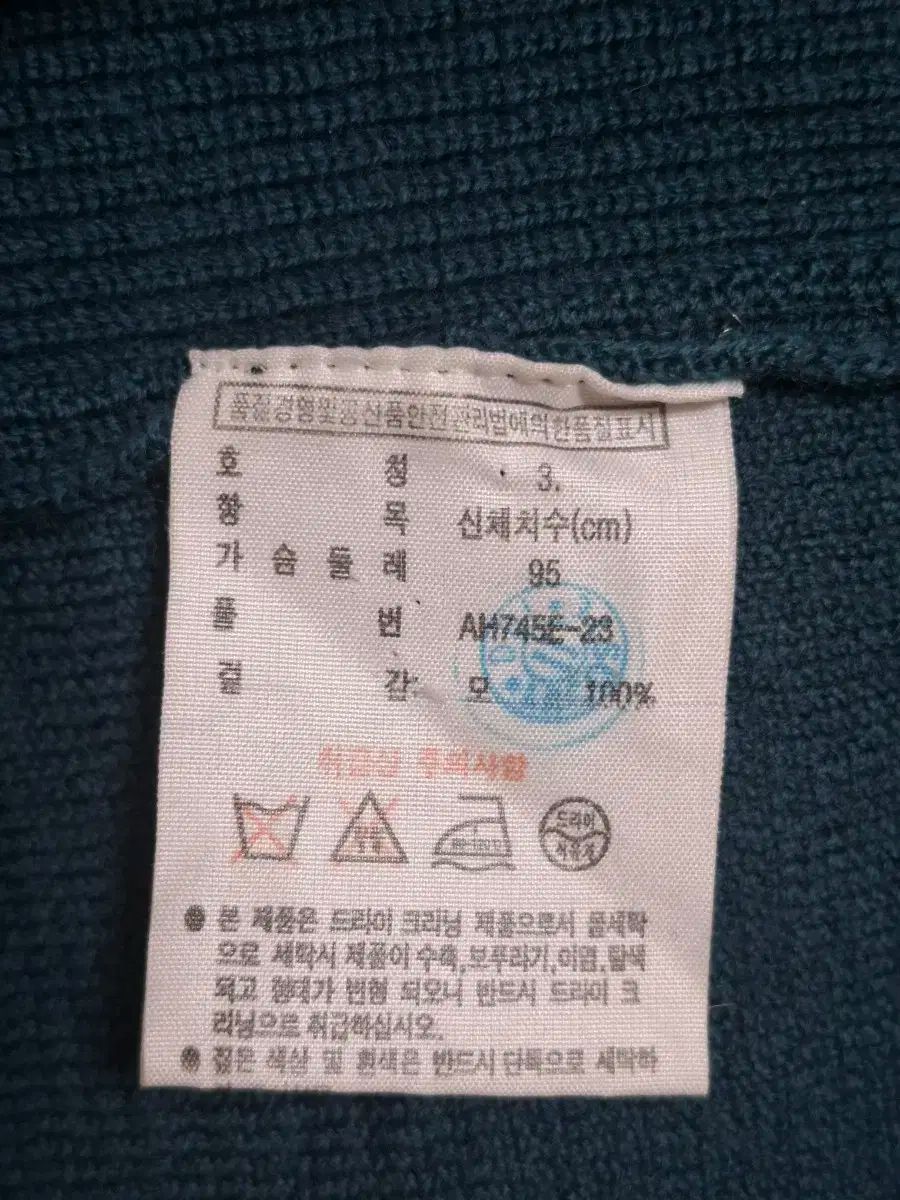 품질경영및공산품안전관리법에의한품질표시
호 칭 3.
항 목 신체치수(cm)
가 슴 둘 레 95
품 번 AH745E-23
겉 감: 모 100%
취급상 주의사항
드라이
석유성
● 본 제품은 드라이 크리닝 제품으로서 물세탁
으로 세탁시 제품이 수축,보푸라기,이염,탈색
되고 형태가 변형 되오니 반드시 드라이 크
리닝으로 취급하십시오.
● 짙은 색상 및 흰색은 반드시 단독으로 세탁하